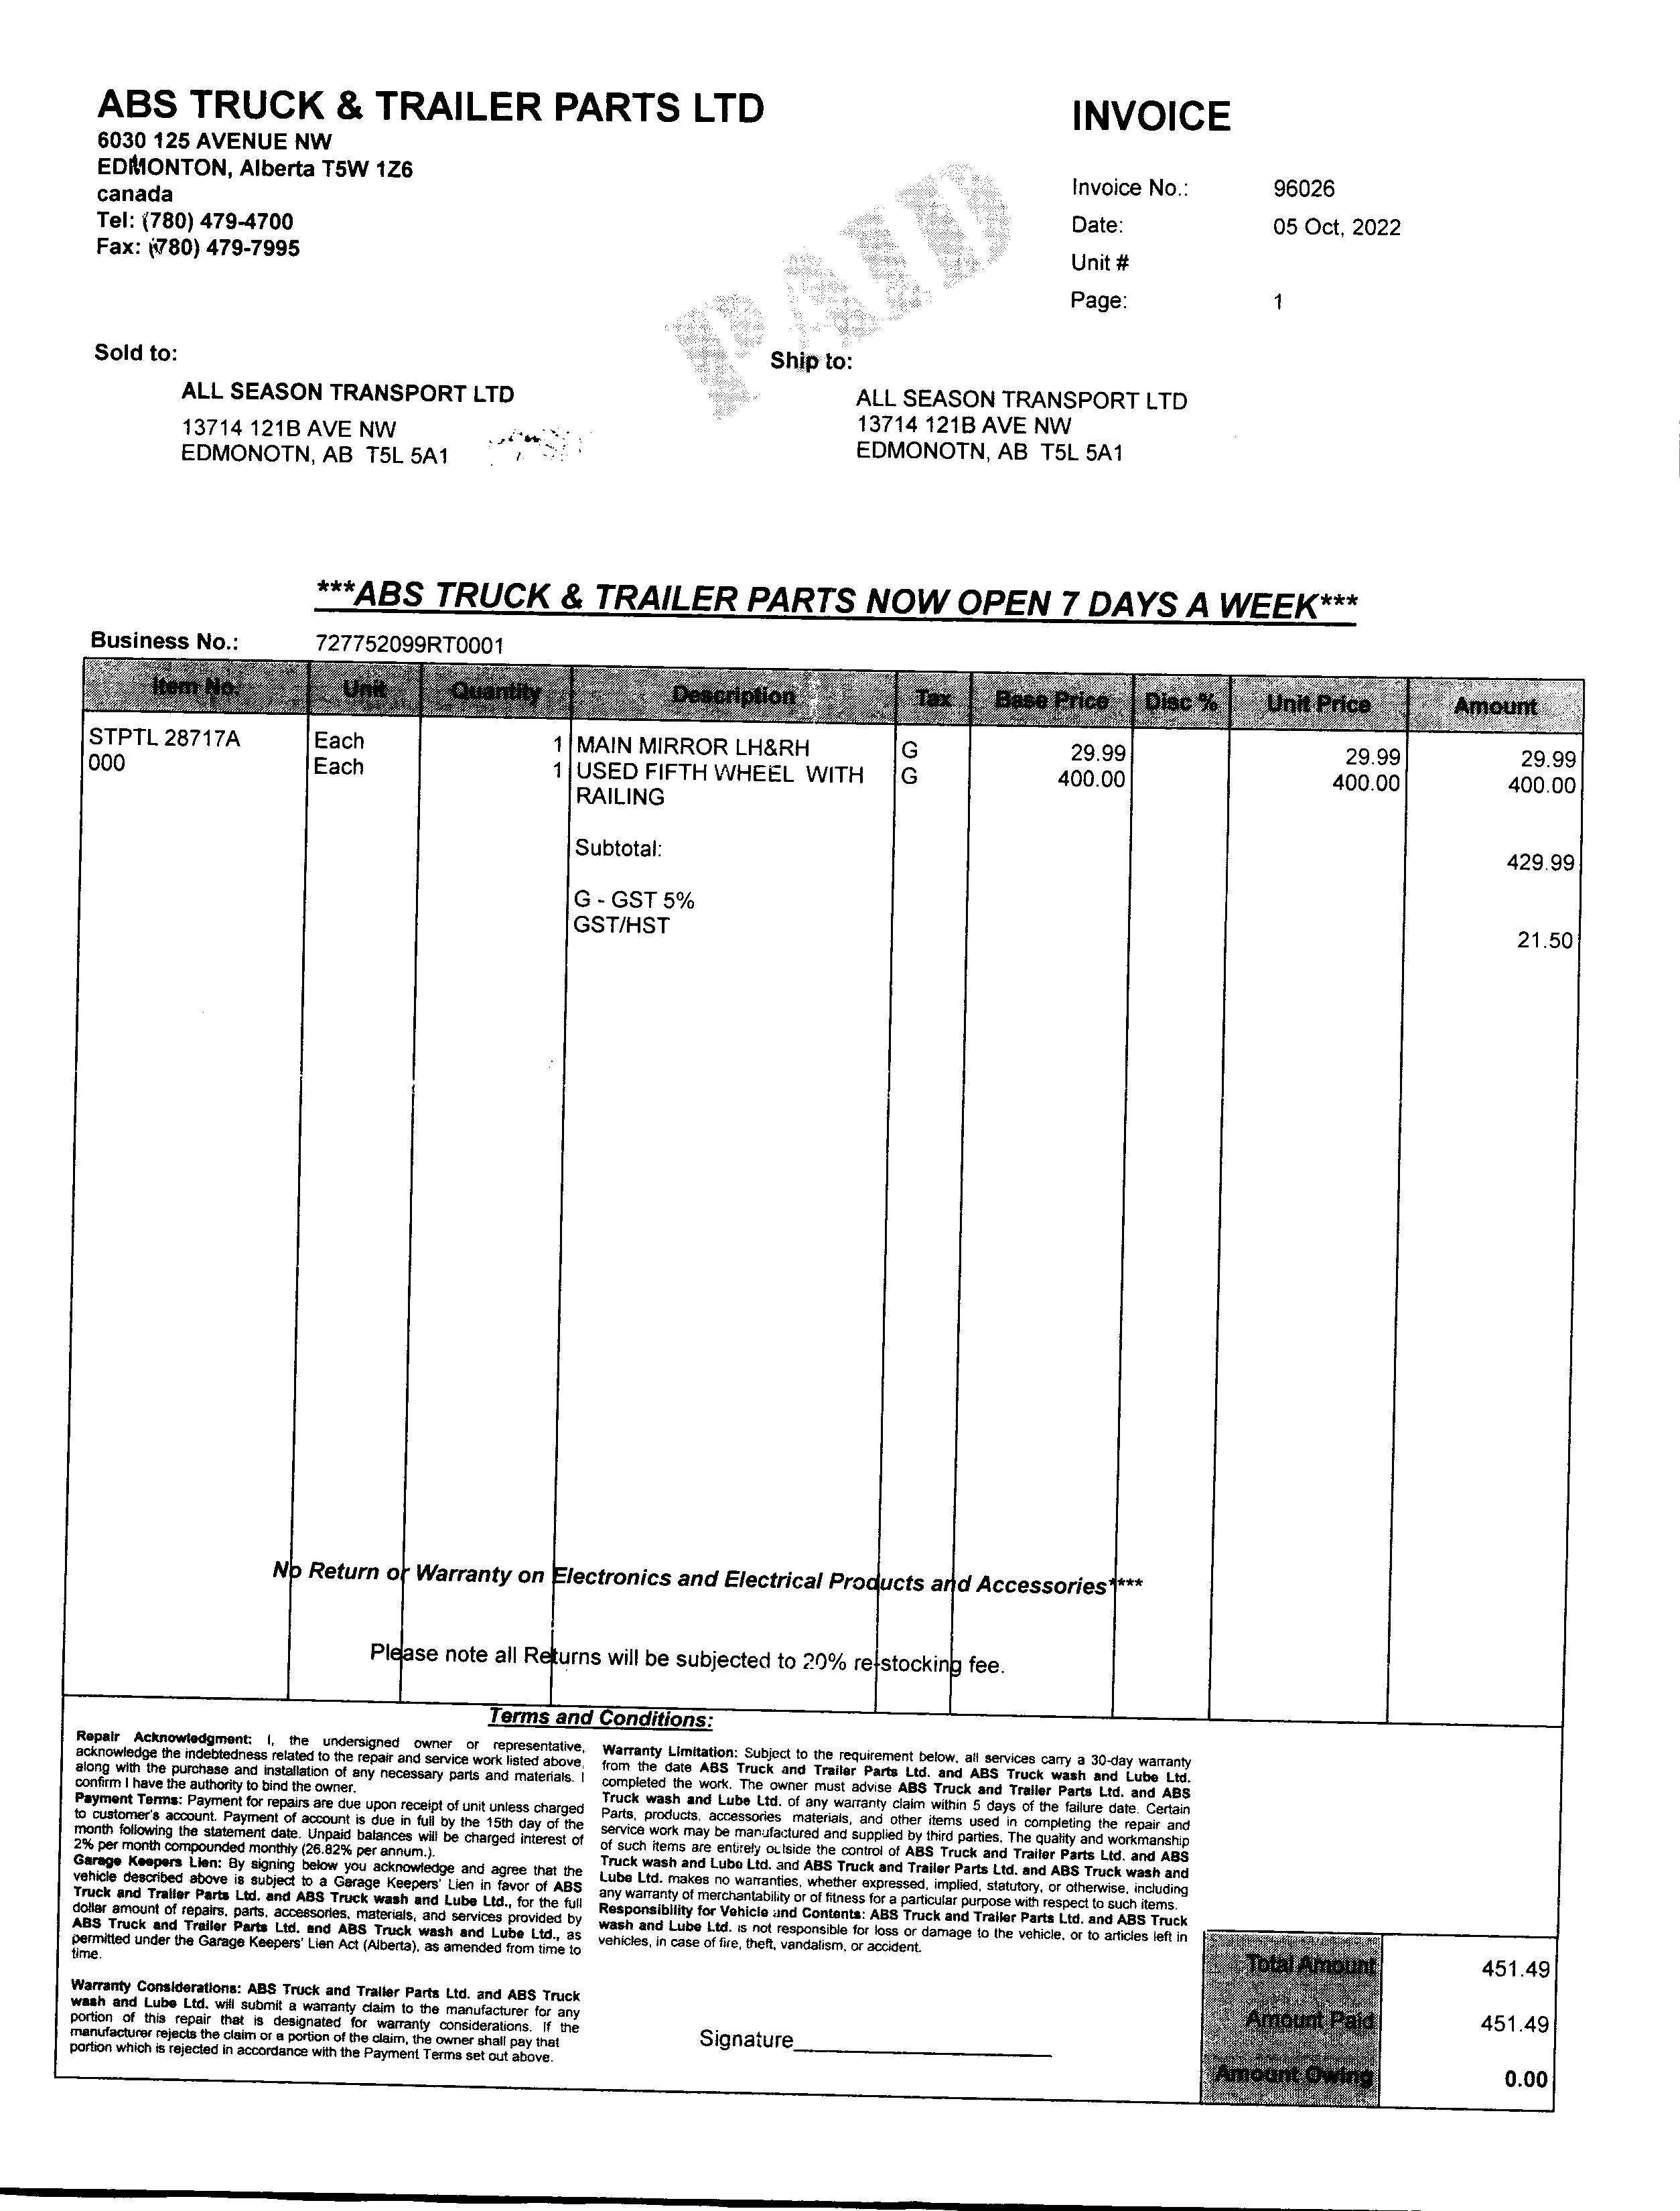 ABS TRUCK & TRAILER PARTS LTD
6030 125 AVENUE NW
EDMONTON, Alberta T5W 1Z6
canada
Tel: (780) 479-4700
Fax: (780) 479-7995
INVOICE
Invoice No.: 96026
Date: 05 Oct, 2022
Unit #
Page: 1
PAID
Sold to:
ALL SEASON TRANSPORT LTD
13714 121B AVE NW
EDMONOTN, AB T5L 5A1
Ship to:
ALL SEASON TRANSPORT LTD
13714 121B AVE NW
EDMONOTN, AB T5L 5A1
***ABS TRUCK & TRAILER PARTS NOW OPEN 7 DAYS A WEEK***
Business No.: 727752099RT0001
Item No. Unit Quantity Description Tax Base Price Disc % Unit Price Amount
STPTL 28717A Each 1 MAIN MIRROR LH&RH G 29.99 29.99 29.99
000 Each 1 USED FIFTH WHEEL WITH G 400.00 400.00 400.00
RAILING
Subtotal: 429.99
G - GST 5%
GST/HST 21.50
No Return or Warranty on Electronics and Electrical Products and Accessories****
Please note all Returns will be subjected to 20% re-stocking fee.
Terms and Conditions:
Repair Acknowledgment: I, the undersigned owner or representative,
acknowledge the indebtedness related to the repair and service work listed above,
along with the purchase and installation of any necessary parts and materials. I
confirm I have the authority to bind the owner.
Payment Terms: Payment for repairs are due upon receipt of unit unless charged
to customer's account. Payment of account is due in full by the 15th day of the
month following the statement date. Unpaid balances will be charged interest of
2% per month compounded monthly (26.82% per annum.).
Garage Keepers Lien: By signing below you acknowledge and agree that the
vehicle described above is subject to a Garage Keepers' Lien in favor of ABS
Truck and Trailer Parts Ltd. and ABS Truck wash and Lube Ltd., for the full
dollar amount of repairs, parts, accessories, materials, and services provided by
ABS Truck and Trailer Parts Ltd. and ABS Truck wash and Lube Ltd., as
permitted under the Garage Keepers' Lien Act (Alberta), as amended from time to
time.
Warranty Considerations: ABS Truck and Trailer Parts Ltd. and ABS Truck
wash and Lube Ltd. will submit a warranty claim to the manufacturer for any
portion of this repair that is designated for warranty considerations. If the
manufacturer rejects the claim or a portion of the claim, the owner shall pay that
portion which is rejected in accordance with the Payment Terms set out above.
Warranty Limitation: Subject to the requirement below, all services carry a 30-day warranty
from the date ABS Truck and Trailer Parts Ltd. and ABS Truck wash and Lube Ltd.
completed the work. The owner must advise ABS Truck and Trailer Parts Ltd. and ABS
Truck wash and Lube Ltd. of any warranty claim within 5 days of the failure date. Certain
Parts, products, accessories materials, and other items used in completing the repair and
service work may be manufactured and supplied by third parties. The quality and workmanship
of such items are entirely outside the control of ABS Truck and Trailer Parts Ltd. and ABS
Truck wash and Lube Ltd. and ABS Truck and Trailer Parts Ltd. and ABS Truck wash and
Lube Ltd. makes no warranties, whether expressed, implied, statutory, or otherwise, including
any warranty of merchantability or of fitness for a particular purpose with respect to such items.
Responsibility for Vehicle and Contents: ABS Truck and Trailer Parts Ltd. and ABS Truck
wash and Lube Ltd. is not responsible for loss or damage to the vehicle, or to articles left in
vehicles, in case of fire, theft, vandalism, or accident.
Signature
Total Amount 451.49
Amount Paid 451.49
Amount Owing 0.00